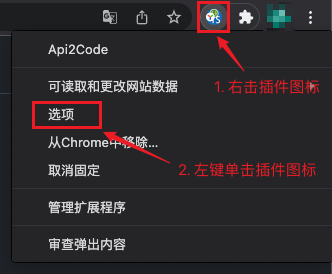 1. 右击插件图标
Api2Code
可读取和更改网站数据
选项
从Chrome中移除...
2. 左键单击插件图标
取消固定
管理扩展程序
审查弹出内容